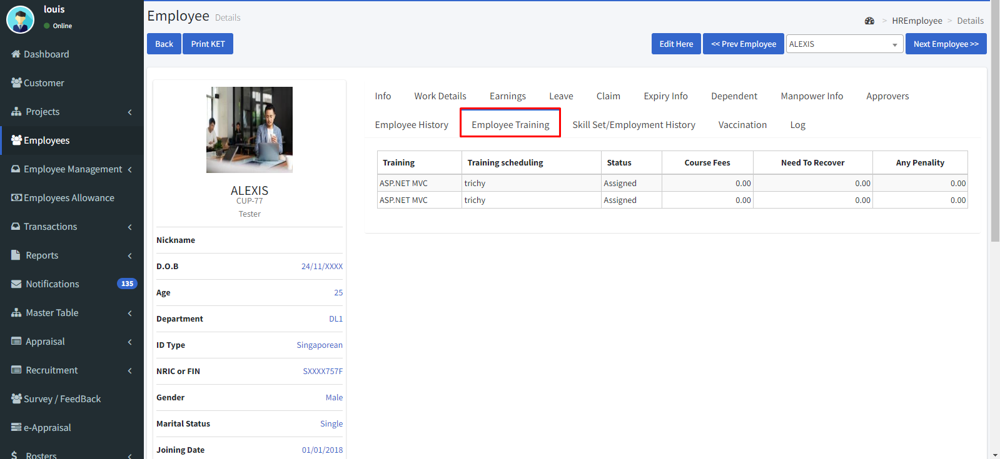 louis
Online
Dashboard
Customer
Projects
Employees
Employee Management
Employees Allowance
Transactions
Reports
Notifications 135
Master Table
Appraisal
Recruitment
Survey / FeedBack
e-Appraisal
Rosters
Employee Details
> HREmployee > Details
Back Print KET
Edit Here << Prev Employee ALEXIS Next Employee >>
ALEXIS
CUP-77
Tester
Nickname
D.O.B 24/11/XXXX
Age 25
Department DL1
ID Type Singaporean
NRIC or FIN SXXXX757F
Gender Male
Marital Status Single
Joining Date 01/01/2018
Info Work Details Earnings Leave Claim Expiry Info Dependent Manpower Info Approvers
Employee History Employee Training Skill Set/Employment History Vaccination Log
Training Training scheduling Status Course Fees Need To Recover Any Penality
ASP.NET MVC trichy Assigned 0.00 0.00 0.00
ASP.NET MVC trichy Assigned 0.00 0.00 0.00